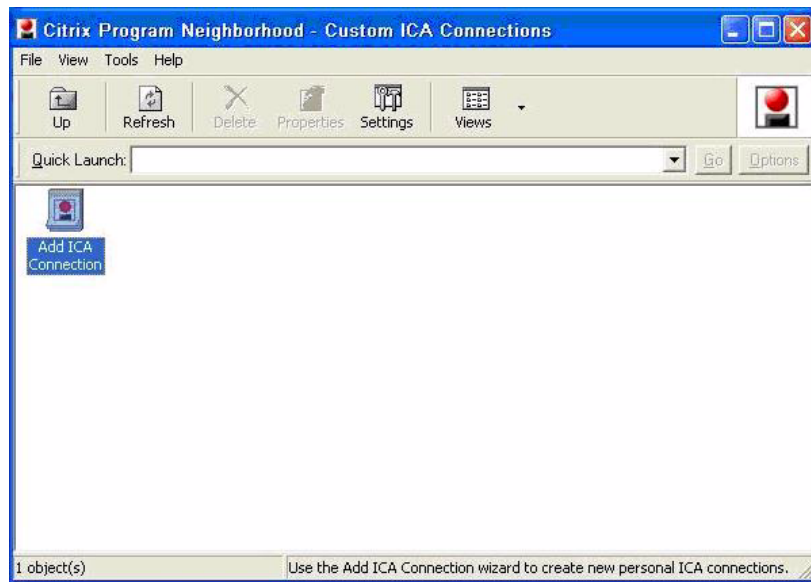 Citrix Program Neighborhood - Custom ICA Connections
File View Tools Help
Up Refresh Delete Properties Settings Views
Quick Launch: Go Options
Add ICA
Connection
1 object(s) Use the Add ICA Connection wizard to create new personal ICA connections.